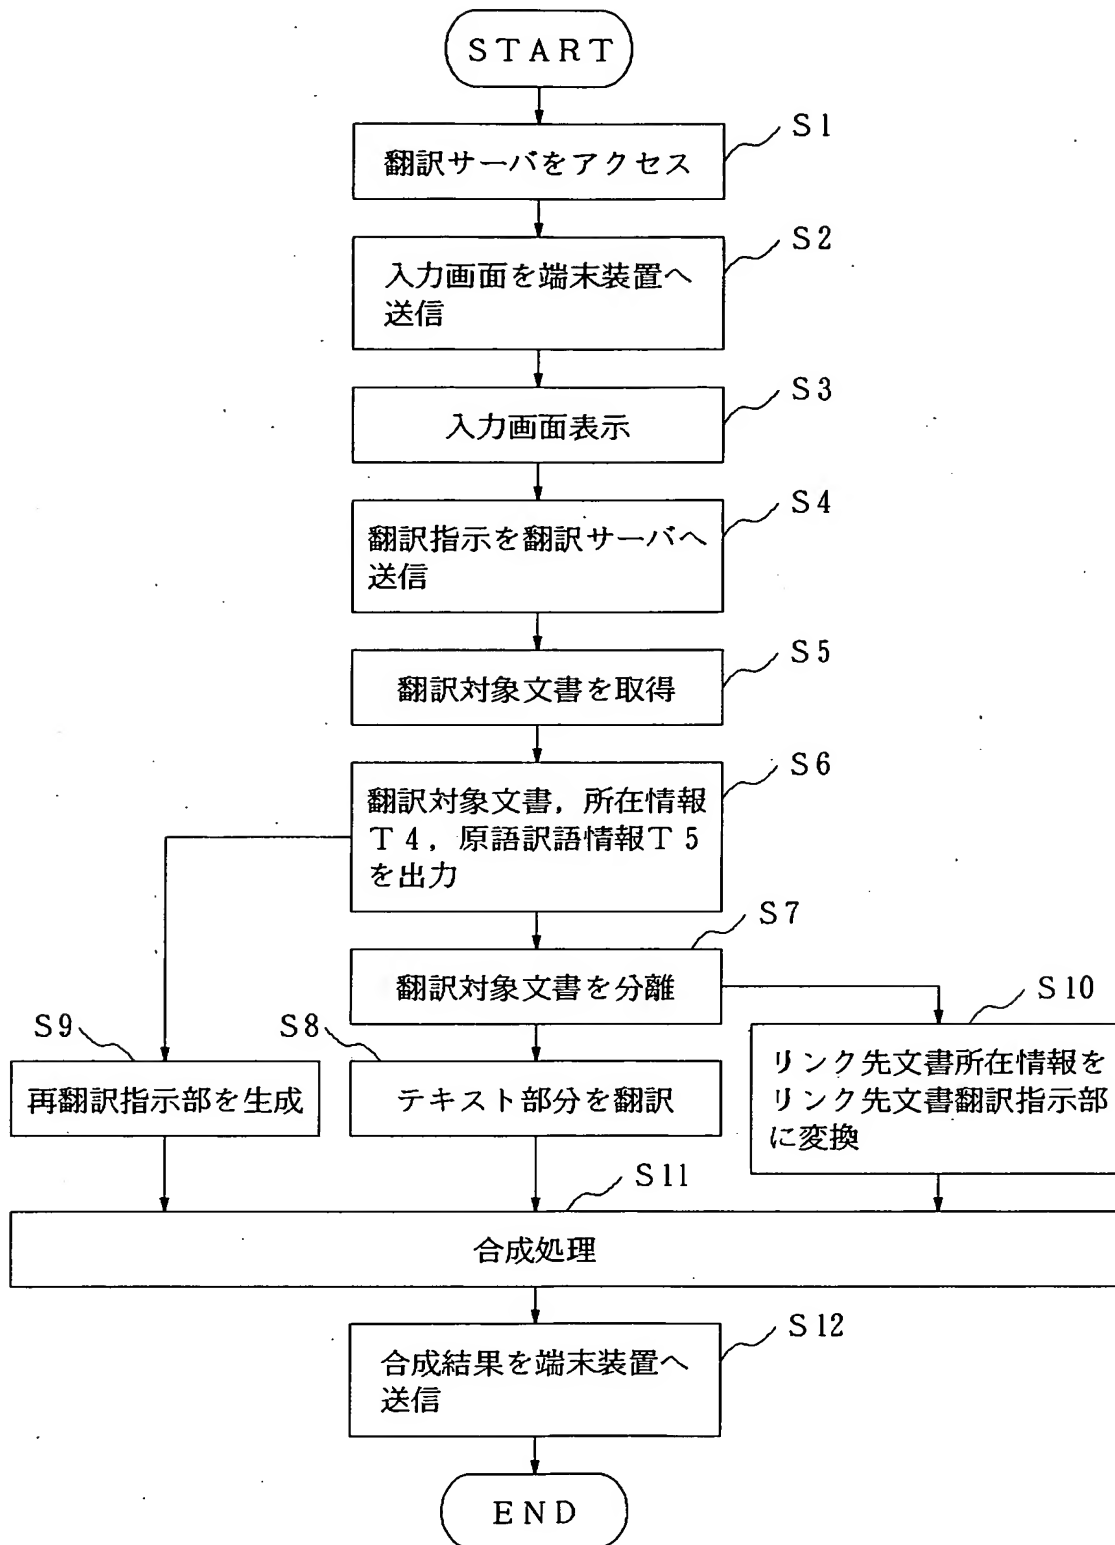 START
S1
翻訳サーバをアクセス
S2
入力画面を端末装置へ
送信
S3
入力画面表示
S4
翻訳指示を翻訳サーバへ
送信
S5
翻訳対象文書を取得
S6
翻訳対象文書，所在情報
T4，原語訳語情報T5
を出力
S7
翻訳対象文書を分離
S9
再翻訳指示部を生成
S8
テキスト部分を翻訳
S10
リンク先文書所在情報を
リンク先文書翻訳指示部
に変換
S11
合成処理
S12
合成結果を端末装置へ
送信
END